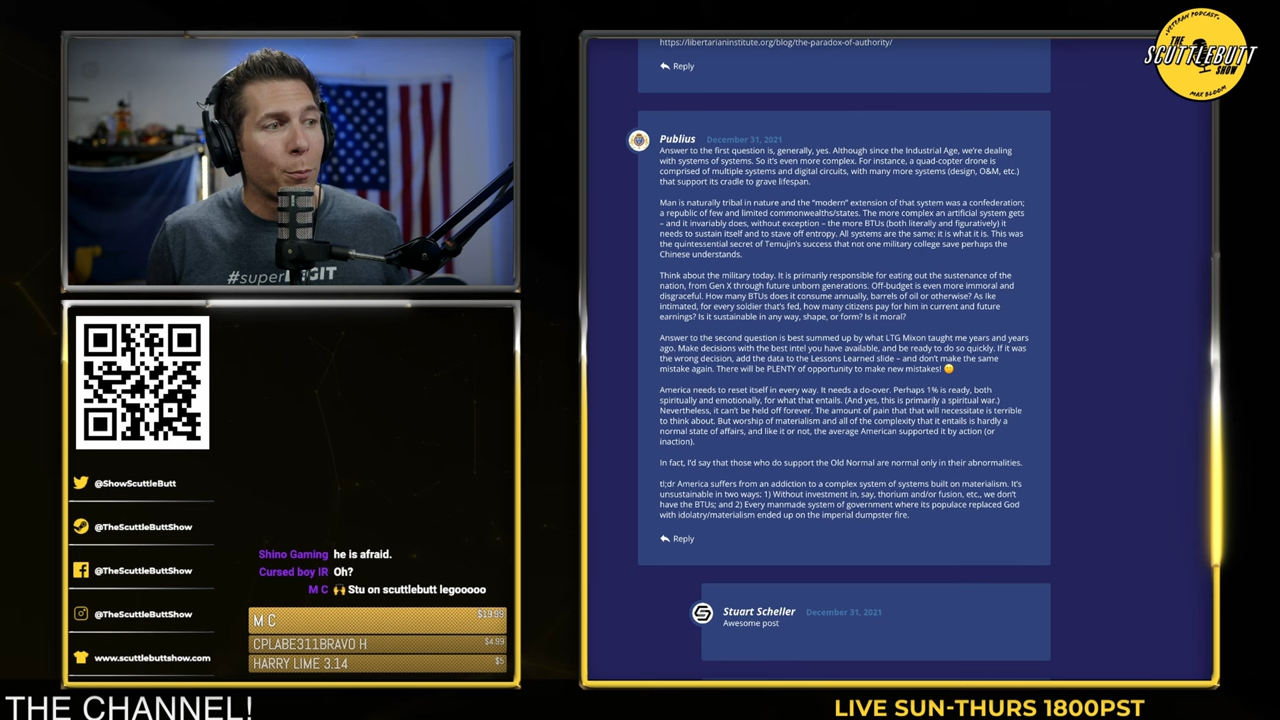 VETERAN PODCAST
THE
SCUTTLEBUTT
SHOW
MAX BLOOM
#superLEGIT
@ShowScuttleButt
@TheScuttleButtShow
@TheScuttleButtShow
@TheScuttleButtShow
www.scuttlebuttshow.com
Shino Gaming he is afraid.
Cursed boy IR Oh?
M C 🙌 Stu on scuttlebutt legooooo
M C $19.99
CPLABE311BRAVO H $4.99
HARRY LIME 3.14 $5
https://libertarianinstitute.org/blog/the-paradox-of-authority/
Reply
Publius December 31, 2021
Answer to the first question is, generally, yes. Although since the Industrial Age, we're dealing
with systems of systems. So it's even more complex. For instance, a quad-copter drone is
comprised of multiple systems and digital circuits, with many more systems (design, O&M, etc.)
that support its cradle to grave lifespan.
Man is naturally tribal in nature and the "modern" extension of that system was a confederation;
a republic of few and limited commonwealths/states. The more complex an artificial system gets
– and it invariably does, without exception – the more BTUs (both literally and figuratively) it
needs to sustain itself and to stave off entropy. All systems are the same; it is what it is. This was
the quintessential secret of Temujin's success that not one military college save perhaps the
Chinese understands.
Think about the military today. It is primarily responsible for eating out the sustenance of the
nation, from Gen X through future unborn generations. Off-budget is even more immoral and
disgraceful. How many BTUs does it consume annually, barrels of oil or otherwise? As Ike
intimated, for every soldier that's fed, how many citizens pay for him in current and future
earnings? Is it sustainable in any way, shape, or form? Is it moral?
Answer to the second question is best summed up by what LTG Mixon taught me years and years
ago. Make decisions with the best intel you have available, and be ready to do so quickly. If it was
the wrong decision, add the data to the Lessons Learned slide – and don't make the same
mistake again. There will be PLENTY of opportunity to make new mistakes!
America needs to reset itself in every way. It needs a do-over. Perhaps 1% is ready, both
spiritually and emotionally, for what that entails. (And yes, this is primarily a spiritual war.)
Nevertheless, it can't be held off forever. The amount of pain that that will necessitate is terrible
to think about. But worship of materialism and all of the complexity that it entails is hardly a
normal state of affairs, and like it or not, the average American supported it by action (or
inaction).
In fact, I'd say that those who do support the Old Normal are normal only in their abnormalities.
tl;dr America suffers from an addiction to a complex system of systems built on materialism. It's
unsustainable in two ways: 1) Without investment in, say, thorium and/or fusion, etc., we don't
have the BTUs; and 2) Every manmade system of government where its populace replaced God
with idolatry/materialism ended up on the imperial dumpster fire.
Reply
Stuart Scheller December 31, 2021
Awesome post
THE CHANNEL!
LIVE SUN-THURS 1800PST